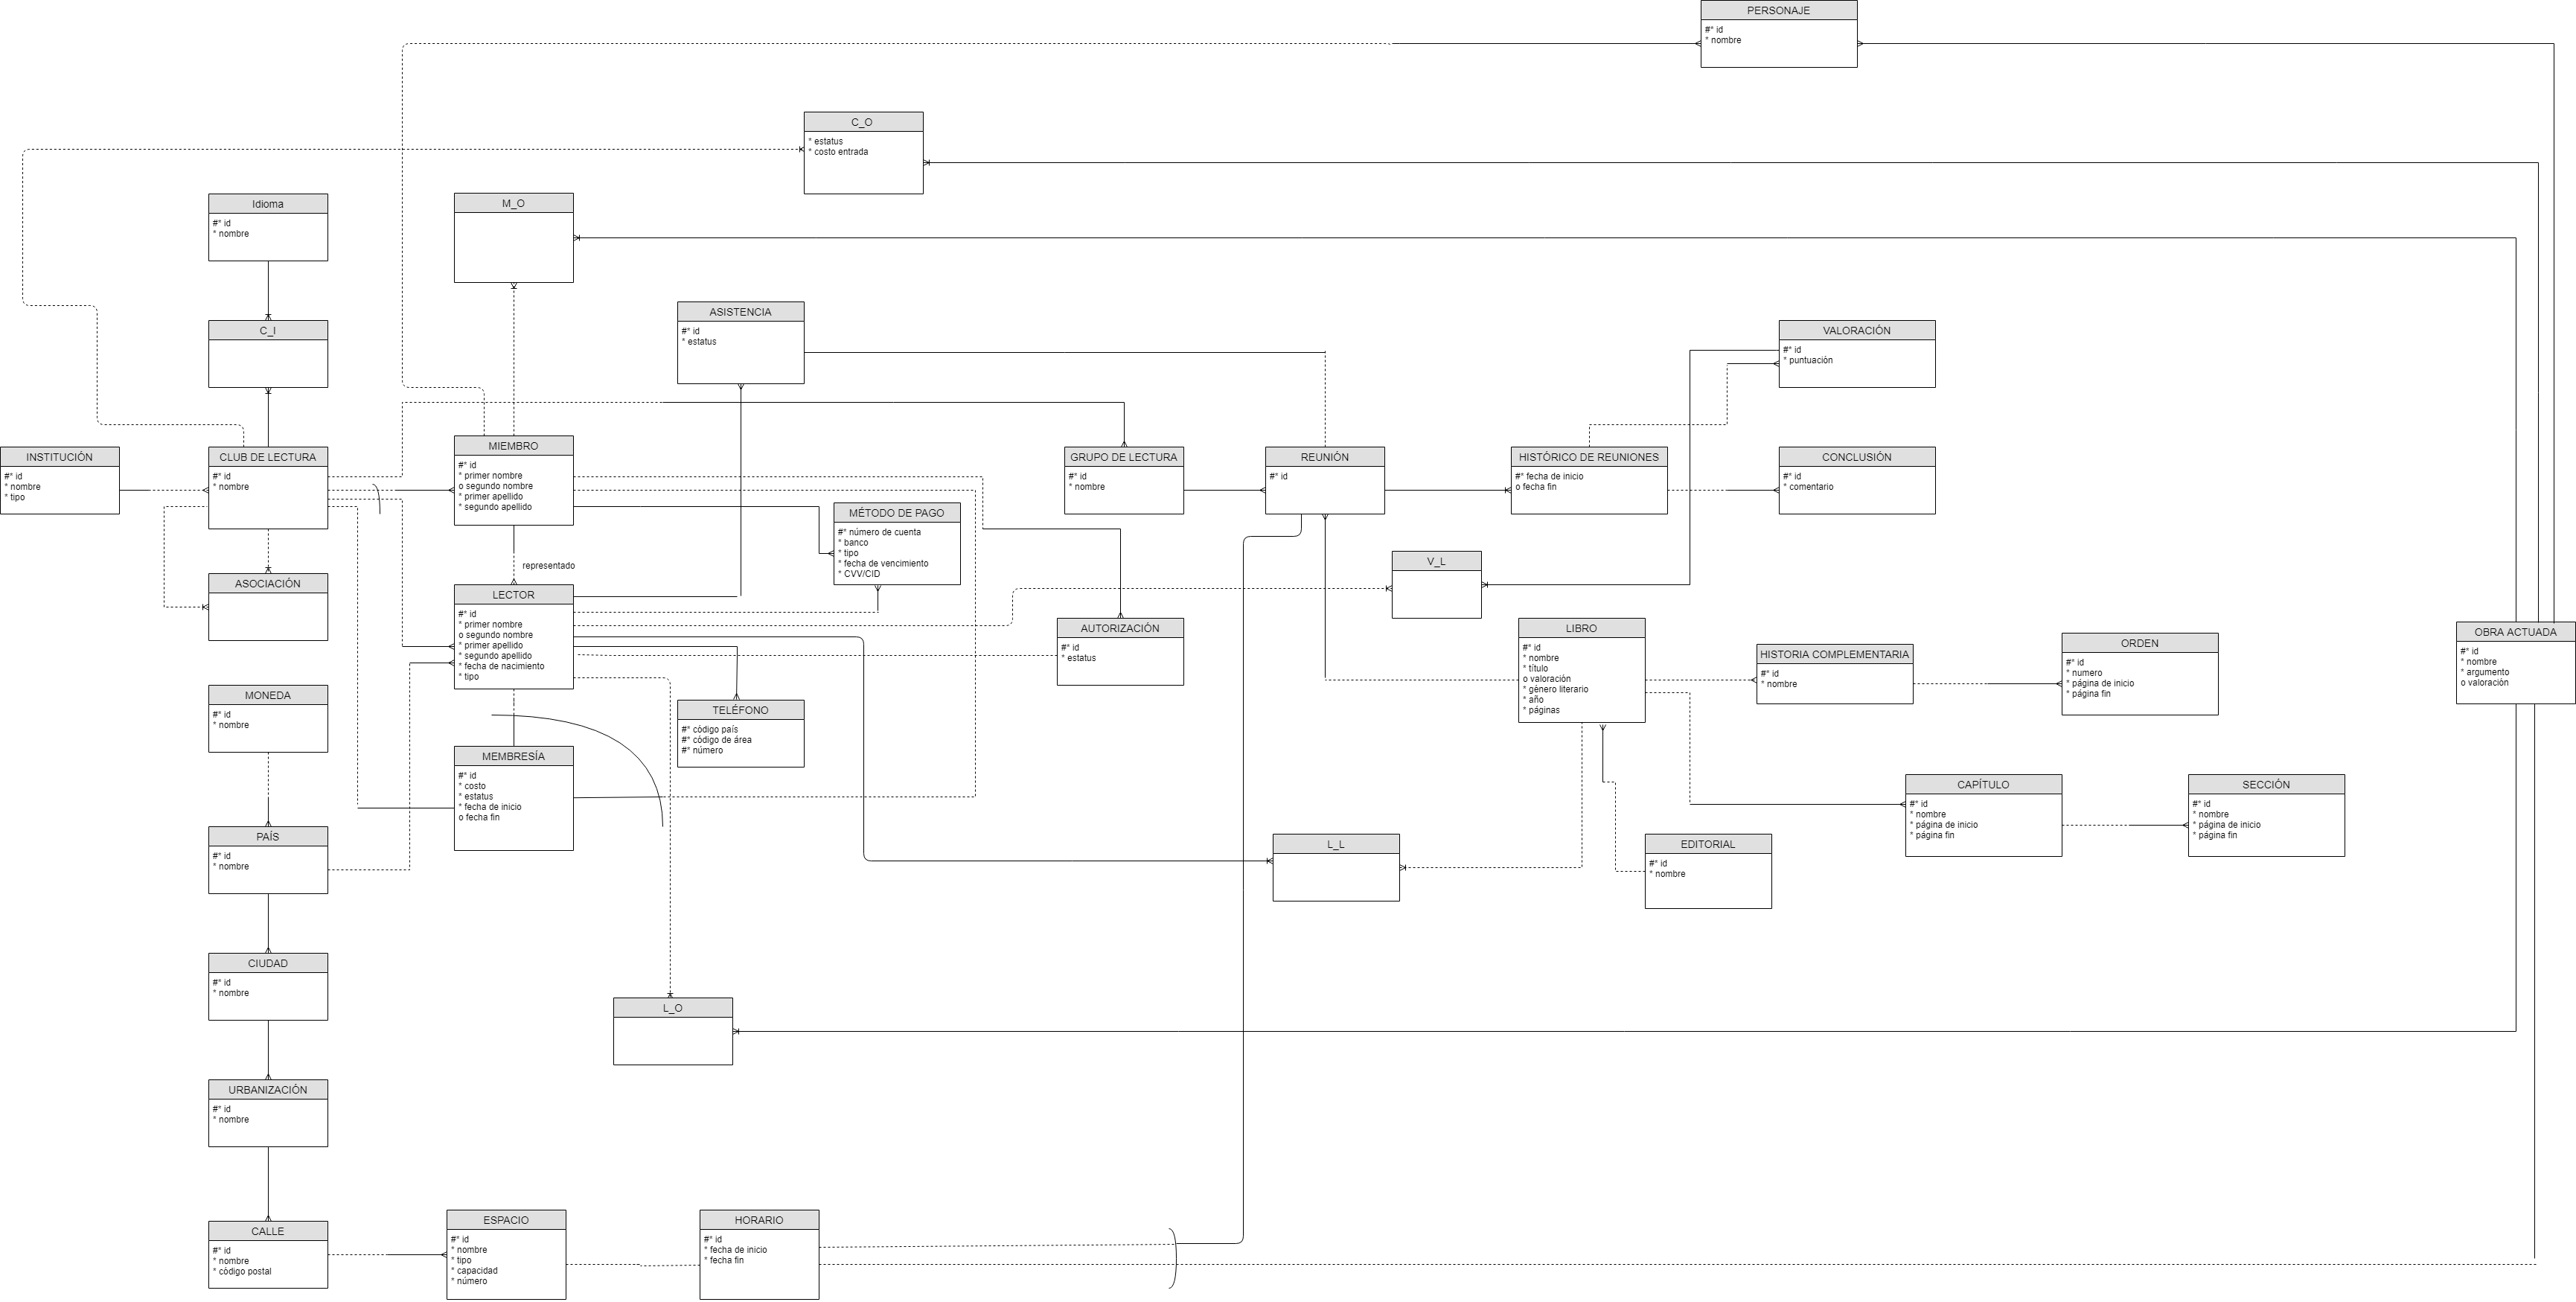 PERSONAJE
#* id
* nombre
C_O
* estatus
* costo entrada
Idioma
#* id
* nombre
M_O
ASISTENCIA
#* id
* estatus
C_I
VALORACIÓN
#* id
* puntuación
INSTITUCIÓN
#* id
* nombre
* tipo
CLUB DE LECTURA
#* id
* nombre
MIEMBRO
#* id
* primer nombre
o segundo nombre
* primer apellido
* segundo apellido
GRUPO DE LECTURA
#* id
* nombre
REUNIÓN
#* id
HISTÓRICO DE REUNIONES
#* fecha de inicio
o fecha fin
CONCLUSIÓN
#* id
* comentario
MÉTODO DE PAGO
#* número de cuenta
* banco
* tipo
* fecha de vencimiento
* CVV/CID
representado
ASOCIACIÓN
V_L
LECTOR
#* id
* primer nombre
o segundo nombre
* primer apellido
* segundo apellido
* fecha de nacimiento
* tipo
AUTORIZACIÓN
#* id
* estatus
LIBRO
#* id
* nombre
* título
o valoración
* género literario
* año
* páginas
HISTORIA COMPLEMENTARIA
#* id
* nombre
ORDEN
#* id
* numero
* página de inicio
* página fin
OBRA ACTUADA
#* id
* nombre
* argumento
o valoración
MONEDA
#* id
* nombre
TELÉFONO
#* código país
#* código de área
#* número
MEMBRESÍA
#* id
* costo
* estatus
* fecha de inicio
o fecha fin
CAPÍTULO
#* id
* nombre
* página de inicio
* página fin
SECCIÓN
#* id
* nombre
* página de inicio
* página fin
PAÍS
#* id
* nombre
L_L
EDITORIAL
#* id
* nombre
CIUDAD
#* id
* nombre
L_O
URBANIZACIÓN
#* id
* nombre
CALLE
#* id
* nombre
* código postal
ESPACIO
#* id
* nombre
* tipo
* capacidad
* número
HORARIO
#* id
* fecha de inicio
* fecha fin